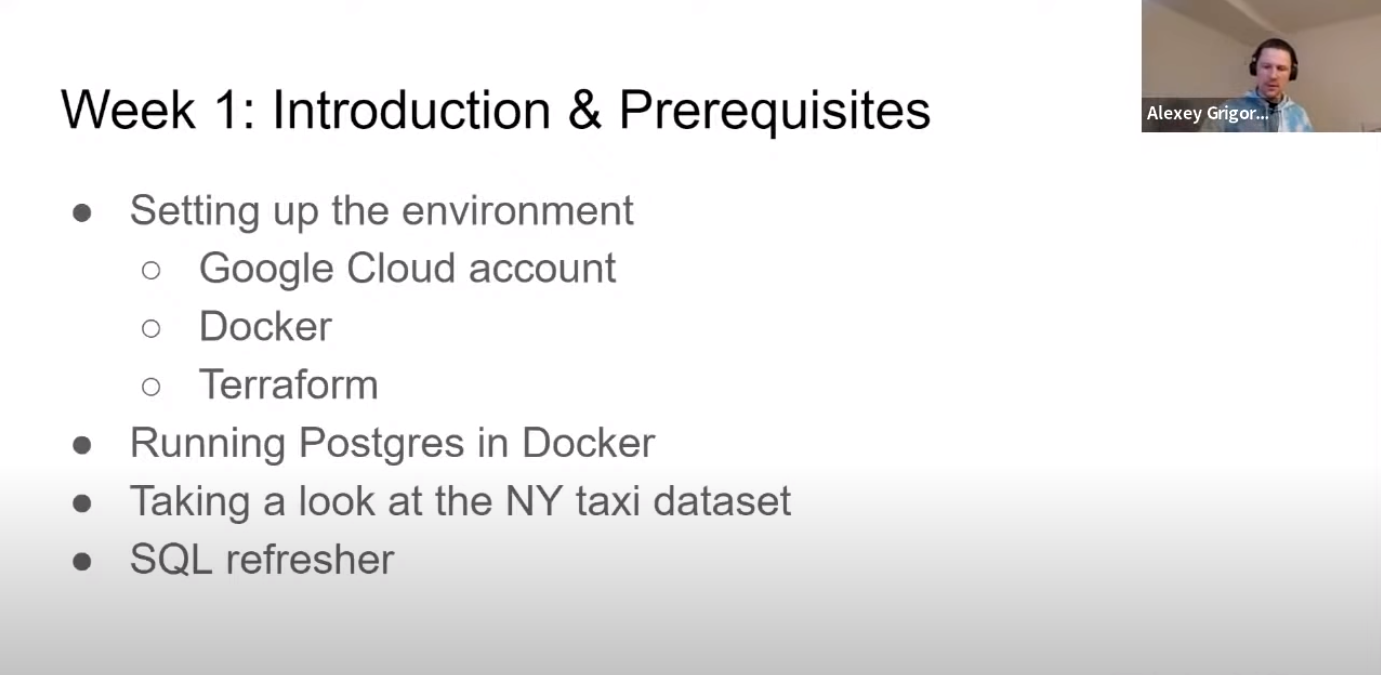 Week 1: Introduction & Prerequisites
Alexey Grigor...
● Setting up the environment
○ Google Cloud account
○ Docker
○ Terraform
● Running Postgres in Docker
● Taking a look at the NY taxi dataset
● SQL refresher